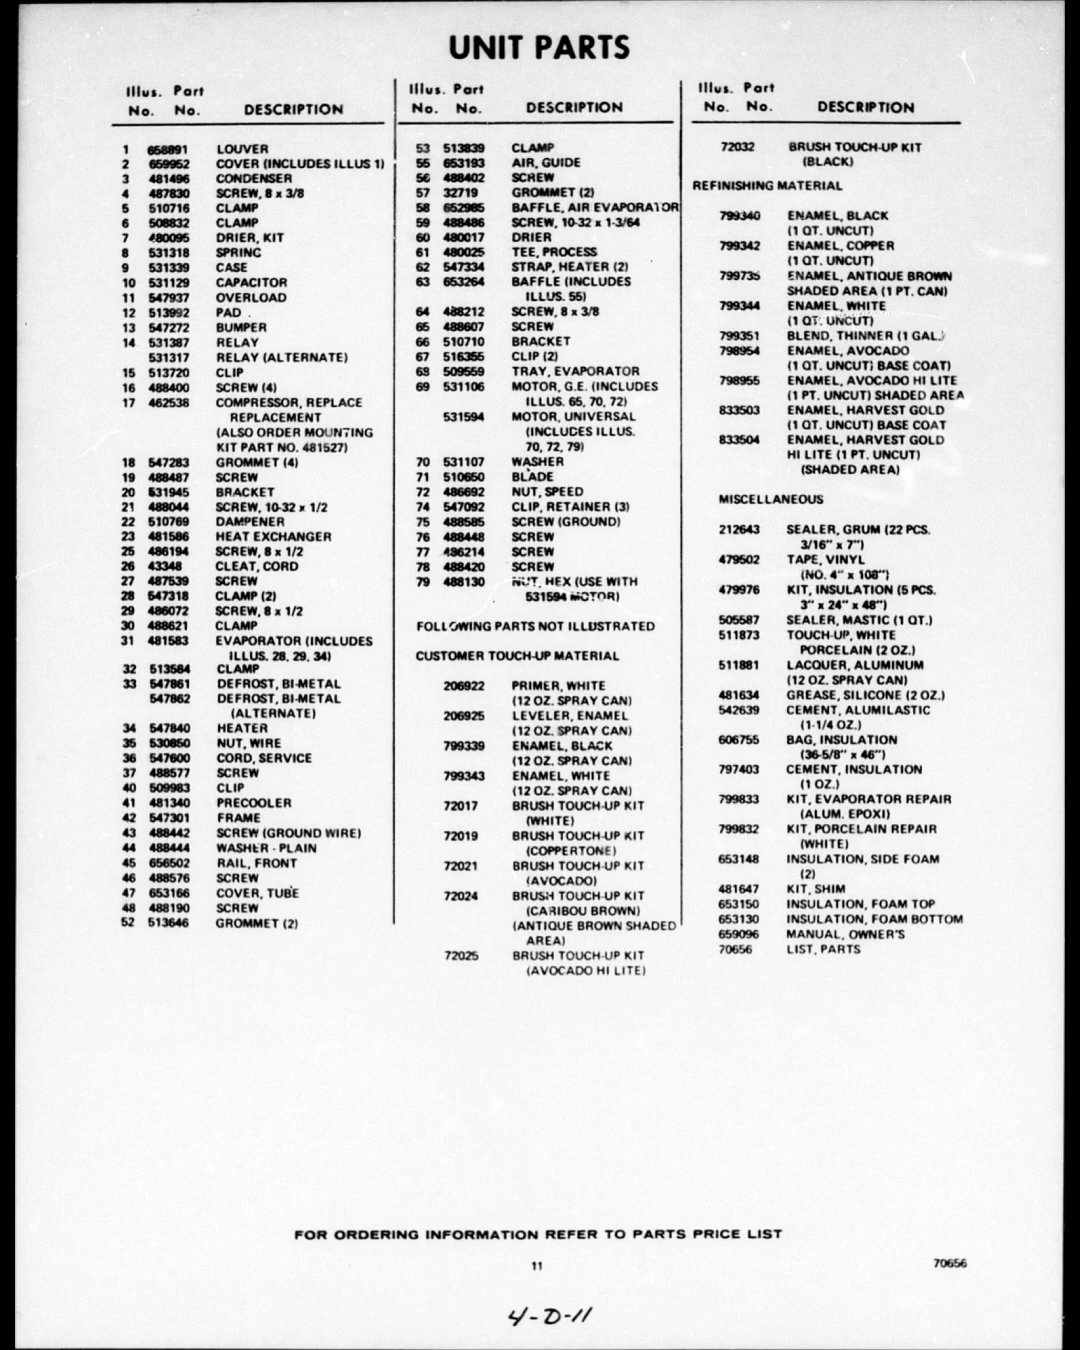 UNIT PARTS
Illus. Part
No. No. DESCRIPTION
1 658891 LOUVER
2 659952 COVER (INCLUDES ILLUS 1)
3 481496 CONDENSER
4 487830 SCREW, 8 x 3/8
5 510716 CLAMP
6 508832 CLAMP
7 480095 DRIER, KIT
8 531318 SPRING
9 531339 CASE
10 531129 CAPACITOR
11 547937 OVERLOAD
12 513992 PAD
13 547272 BUMPER
14 531387 RELAY
531317 RELAY (ALTERNATE)
15 513720 CLIP
16 488400 SCREW (4)
17 462538 COMPRESSOR, REPLACE
REPLACEMENT
(ALSO ORDER MOUNTING
KIT PART NO. 481527)
18 547283 GROMMET (4)
19 488487 SCREW
20 531945 BRACKET
21 488044 SCREW, 10-32 x 1/2
22 510769 DAMPENER
23 481586 HEAT EXCHANGER
25 486194 SCREW, 8 x 1/2
26 43348 CLEAT, CORD
27 487539 SCREW
28 547318 CLAMP (2)
29 486072 SCREW, 8 x 1/2
30 488621 CLAMP
31 481583 EVAPORATOR (INCLUDES
ILLUS. 28, 29, 34)
32 513584 CLAMP
33 547861 DEFROST, BI-METAL
547862 DEFROST, BI-METAL
(ALTERNATE)
34 547840 HEATER
35 530850 NUT, WIRE
36 547600 CORD, SERVICE
37 488577 SCREW
40 509983 CLIP
41 481340 PRECOOLER
42 547301 FRAME
43 488442 SCREW (GROUND WIRE)
44 488444 WASHER - PLAIN
45 656502 RAIL, FRONT
46 488576 SCREW
47 653166 COVER, TUBE
48 488190 SCREW
52 513646 GROMMET (2)
Illus. Part
No. No. DESCRIPTION
53 513839 CLAMP
55 653193 AIR, GUIDE
56 488402 SCREW
57 32719 GROMMET (2)
58 652985 BAFFLE, AIR EVAPORATOR
59 488486 SCREW, 10-32 x 1-3/64
60 480017 DRIER
61 480025 TEE, PROCESS
62 547334 STRAP, HEATER (2)
63 653264 BAFFLE (INCLUDES
ILLUS. 55)
64 488212 SCREW, 8 x 3/8
65 488607 SCREW
66 510710 BRACKET
67 516355 CLIP (2)
68 509559 TRAY, EVAPORATOR
69 531106 MOTOR, G.E. (INCLUDES
ILLUS. 65, 70, 72)
531594 MOTOR, UNIVERSAL
(INCLUDES ILLUS.
70, 72, 79)
70 531107 WASHER
71 510650 BLADE
72 486692 NUT, SPEED
74 547092 CLIP, RETAINER (3)
75 488585 SCREW (GROUND)
76 488448 SCREW
77 486214 SCREW
78 488420 SCREW
79 488130 NUT, HEX (USE WITH
531594 MOTOR)
FOLLOWING PARTS NOT ILLUSTRATED
CUSTOMER TOUCH-UP MATERIAL
206922 PRIMER, WHITE
(12 OZ. SPRAY CAN)
206925 LEVELER, ENAMEL
(12 OZ. SPRAY CAN)
799339 ENAMEL, BLACK
(12 OZ. SPRAY CAN)
799343 ENAMEL, WHITE
(12 OZ. SPRAY CAN)
72017 BRUSH TOUCH-UP KIT
(WHITE)
72019 BRUSH TOUCH-UP KIT
(COPPERTONE)
72021 BRUSH TOUCH-UP KIT
(AVOCADO)
72024 BRUSH TOUCH-UP KIT
(CARIBOU BROWN)
(ANTIQUE BROWN SHADED
AREA)
72025 BRUSH TOUCH-UP KIT
(AVOCADO HI LITE)
Illus. Part
No. No. DESCRIPTION
72032 BRUSH TOUCH-UP KIT
(BLACK)
REFINISHING MATERIAL
799340 ENAMEL, BLACK
(1 QT. UNCUT)
799342 ENAMEL, COPPER
(1 QT. UNCUT)
799735 ENAMEL, ANTIQUE BROWN
SHADED AREA (1 PT. CAN)
799344 ENAMEL, WHITE
(1 QT. UNCUT)
799351 BLEND, THINNER (1 GAL.)
798954 ENAMEL, AVOCADO
(1 QT. UNCUT) BASE COAT)
798955 ENAMEL, AVOCADO HI LITE
(1 PT. UNCUT) SHADED AREA
833503 ENAMEL, HARVEST GOLD
(1 QT. UNCUT) BASE COAT
833504 ENAMEL, HARVEST GOLD
HI LITE (1 PT. UNCUT)
(SHADED AREA)
MISCELLANEOUS
212643 SEALER, GRUM (22 PCS.
3/16" x 7")
479502 TAPE, VINYL
(NO. 4" x 108")
479976 KIT, INSULATION (5 PCS.
3" x 24" x 48")
505587 SEALER, MASTIC (1 QT.)
511873 TOUCH-UP, WHITE
PORCELAIN (2 OZ.)
511881 LACQUER, ALUMINUM
(12 OZ. SPRAY CAN)
481634 GREASE, SILICONE (2 OZ.)
542639 CEMENT, ALUMILASTIC
(1-1/4 OZ.)
606755 BAG, INSULATION
(36-5/8" x 46")
797403 CEMENT, INSULATION
(1 OZ.)
799833 KIT, EVAPORATOR REPAIR
(ALUM. EPOXI)
799832 KIT, PORCELAIN REPAIR
(WHITE)
653148 INSULATION, SIDE FOAM
(2)
481647 KIT, SHIM
653150 INSULATION, FOAM TOP
653130 INSULATION, FOAM BOTTOM
659096 MANUAL, OWNER'S
70656 LIST, PARTS
FOR ORDERING INFORMATION REFER TO PARTS PRICE LIST
11
70656
4-D-11